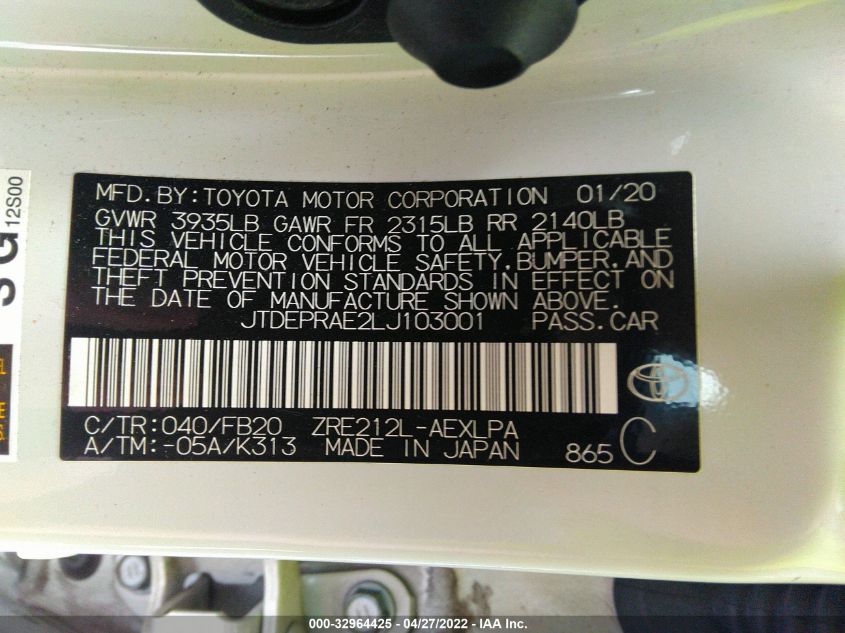 MFD.BY:TOYOTA MOTOR CORPORATION 01/20
GVWR 3935LB GAWR FR 2315LB RR 2140LB
THIS VEHICLE CONFORMS TO ALL APPLICABLE
FEDERAL MOTOR VEHICLE SAFETY,BUMPER,AND
THEFT PREVENTION STANDARDS IN EFFECT ON
THE DATE OF MANUFACTURE SHOWN ABOVE.
JTDEPRAE2LJ103001 PASS.CAR
C/TR:040/FB20 ZRE212L-AEXLPA
A/TM:-05A/K313 MADE IN JAPAN 865 C
12S00
000-32964425 - 04/27/2022 - IAA Inc.